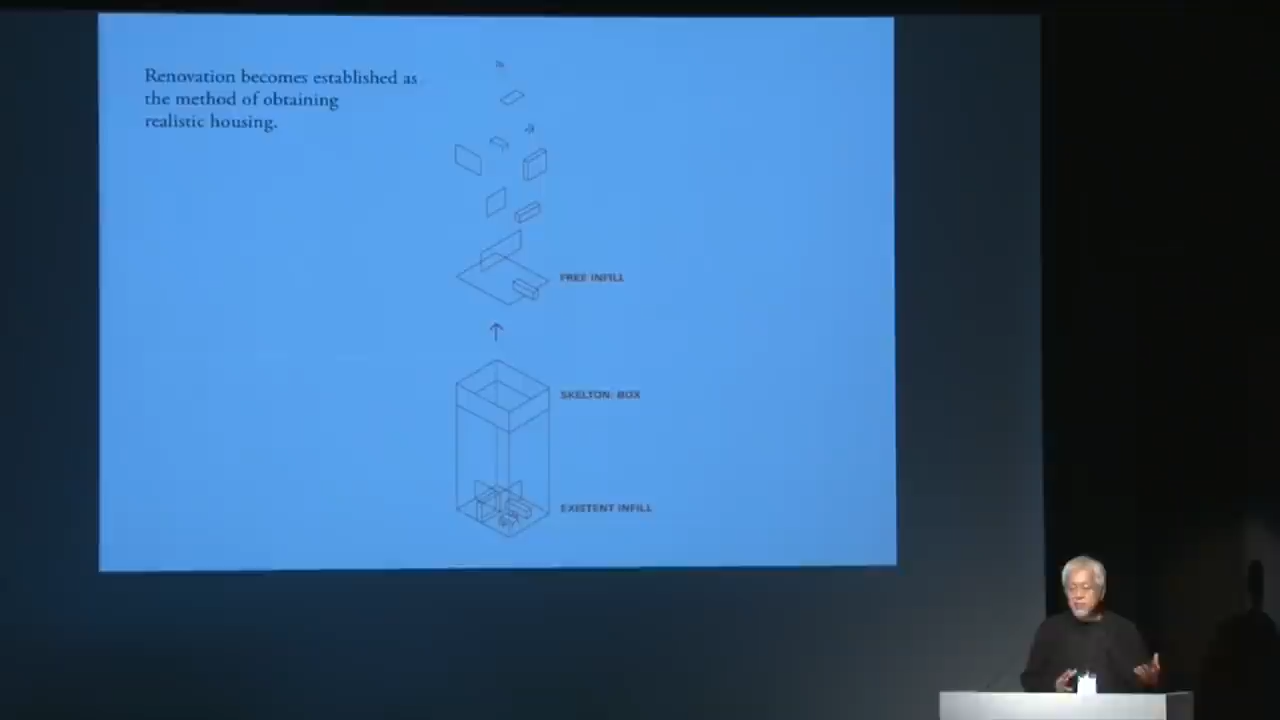 Renovation becomes established as
the method of obtaining
realistic housing.
FREE INFILL
SKELTON: BOX
EXISTENT INFILL